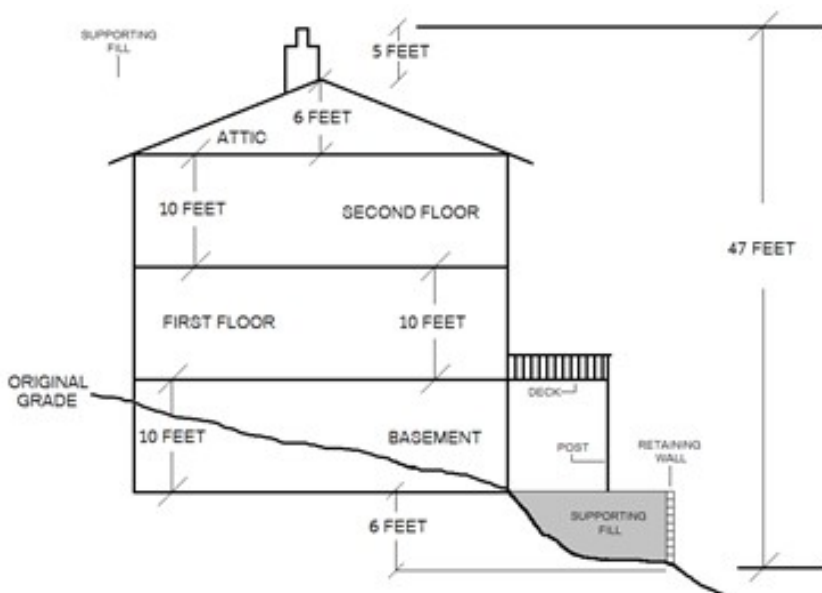 SUPPORTING
FILL
5 FEET
6 FEET
ATTIC
10 FEET
SECOND FLOOR
47 FEET
FIRST FLOOR
10 FEET
ORIGINAL
GRADE
DECK
10 FEET
BASEMENT
POST
RETAINING
WALL
6 FEET
SUPPORTING
FILL